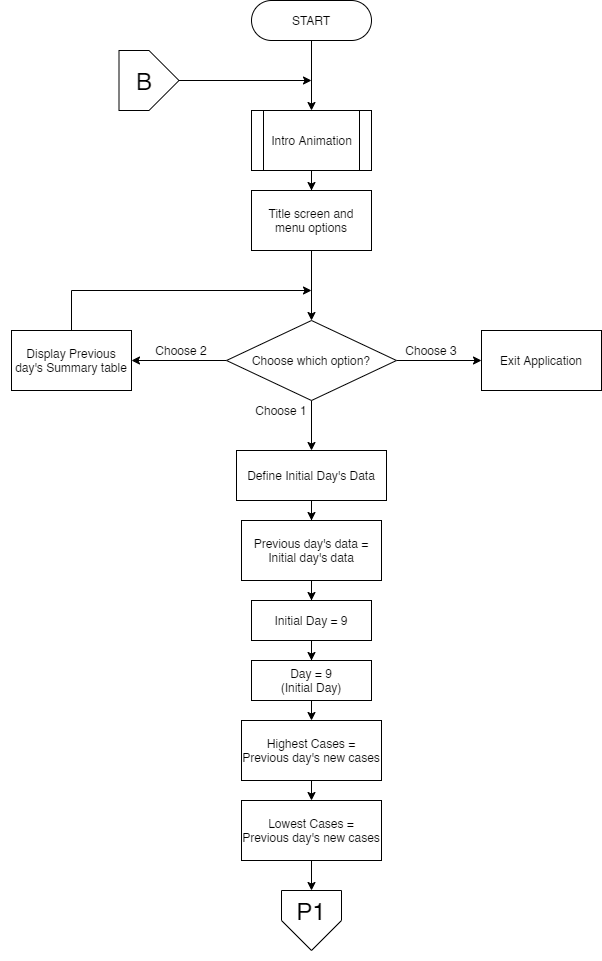 START
B
Intro Animation
Title screen and
menu options
Choose 2
Choose 3
Display Previous
day's Summary table
Choose which option?
Exit Application
Choose 1
Define Initial Day's Data
Previous day's data =
Initial day's data
Initial Day = 9
Day = 9
(Initial Day)
Highest Cases =
Previous day's new cases
Lowest Cases =
Previous day's new cases
P1